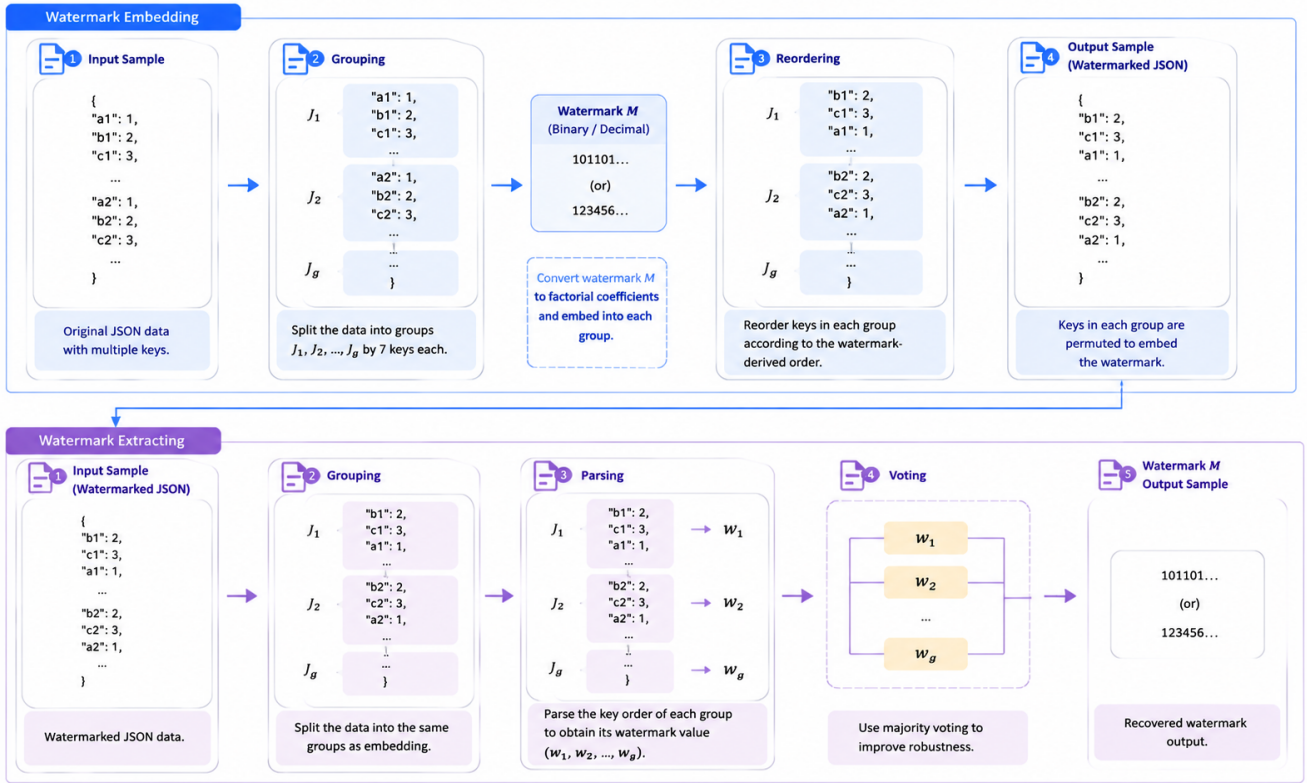 Watermark Embedding
1 Input Sample
{
"a1": 1,
"b1": 2,
"c1": 3,
...
"a2": 1,
"b2": 2,
"c2": 3,
...
}
Original JSON data
with multiple keys.
2 Grouping
J1
"a1": 1,
"b1": 2,
"c1": 3,
...
J2
"a2": 1,
"b2": 2,
"c2": 3,
...
Jg
...
...
}
Split the data into groups
J1, J2, ..., Jg by 7 keys each.
Watermark M
(Binary / Decimal)
101101...
(or)
123456...
Convert watermark M
to factorial coefficients
and embed into each
group.
3 Reordering
J1
"b1": 2,
"c1": 3,
"a1": 1,
...
J2
"b2": 2,
"c2": 3,
"a2": 1,
...
Jg
...
...
}
Reorder keys in each group
according to the watermark-
derived order.
4 Output Sample
(Watermarked JSON)
{
"b1": 2,
"c1": 3,
"a1": 1,
...
"b2": 2,
"c2": 3,
"a2": 1,
...
}
Keys in each group are
permuted to embed
the watermark.
Watermark Extracting
1 Input Sample
(Watermarked JSON)
{
"b1": 2,
"c1": 3,
"a1": 1,
...
"b2": 2,
"c2": 3,
"a2": 1,
...
}
Watermarked JSON data.
2 Grouping
J1
"b1": 2,
"c1": 3,
"a1": 1,
...
J2
"b2": 2,
"c2": 3,
"a2": 1,
...
Jg
...
...
}
Split the data into the same
groups as embedding.
3 Parsing
J1
"b1": 2,
"c1": 3,
"a1": 1,
...
w1
J2
"b2": 2,
"c2": 3,
"a2": 1,
...
w2
Jg
...
...
}
wg
Parse the key order of each group
to obtain its watermark value
(w1, w2, ..., wg).
4 Voting
w1
w2
...
wg
Use majority voting to
improve robustness.
5 Watermark M
Output Sample
101101...
(or)
123456...
Recovered watermark
output.